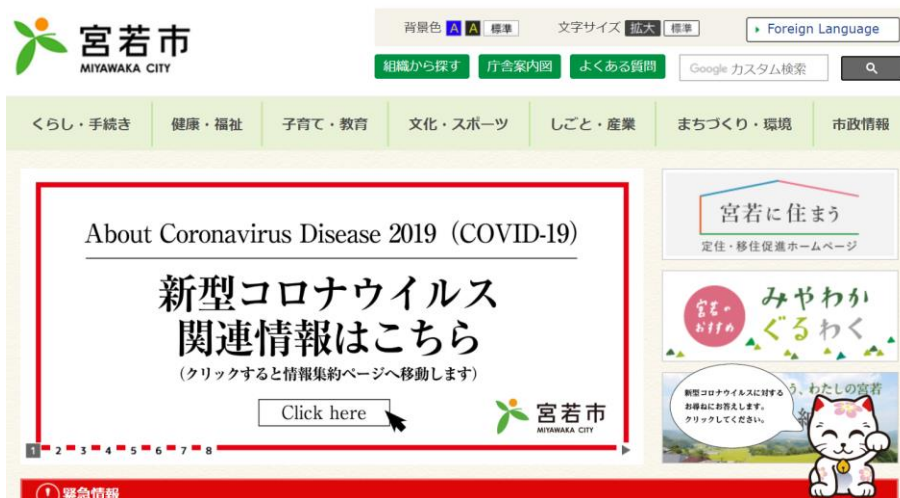 宮若市
MIYAWAKA CITY
背景色 A A 標準
文字サイズ 拡大 標準
Foreign Language
組織から探す
庁舎案内図
よくある質問
Google カスタム検索
くらし・手続き
健康・福祉
子育て・教育
文化・スポーツ
しごと・産業
まちづくり・環境
市政情報
About Coronavirus Disease 2019（COVID-19）
新型コロナウイルス
関連情報はこちら
(クリックすると情報集約ページへ移動します)
Click here
宮若市
MIYAWAKA CITY
1 2 3 4 5 6 7 8
宮若に住まう
定住・移住促進ホームページ
宮若の
おすすめ
みやわか
ぐるわく
う、わたしの宮若
新型コロナウイルスに対する
お尋ねにお答えします。
クリックしてください。
緊急情報